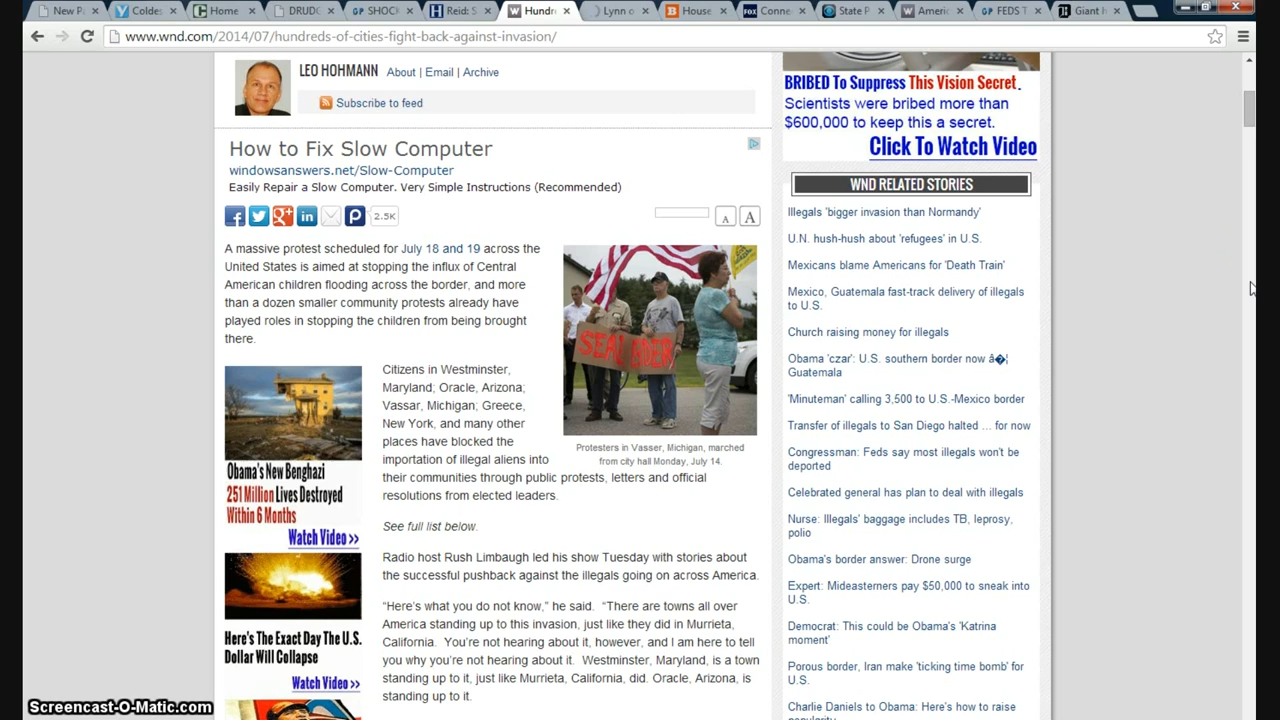 New P
Coldes
Home
DRUDG
SHOCK
Reid: S
Hundr
Lynn o
House
Conne
State P
Americ
FEDS T
Giant h
www.wnd.com/2014/07/hundreds-of-cities-fight-back-against-invasion/
LEO HOHMANN About | Email | Archive
Subscribe to feed
How to Fix Slow Computer
windowsanswers.net/Slow-Computer
Easily Repair a Slow Computer. Very Simple Instructions (Recommended)
2.5K
A A
A massive protest scheduled for July 18 and 19 across the
United States is aimed at stopping the influx of Central
American children flooding across the border, and more
than a dozen smaller community protests already have
played roles in stopping the children from being brought
there.
SEAL
Protesters in Vasser, Michigan, marched
from city hall Monday, July 14.
Citizens in Westminster,
Maryland; Oracle, Arizona;
Vassar, Michigan; Greece,
New York, and many other
places have blocked the
importation of illegal aliens into
their communities through public protests, letters and official
resolutions from elected leaders.
See full list below.
Radio host Rush Limbaugh led his show Tuesday with stories about
the successful pushback against the illegals going on across America.
“Here’s what you do not know,” he said. “There are towns all over
America standing up to this invasion, just like they did in Murrieta,
California. You’re not hearing about it, however, and I am here to tell
you why you’re not hearing about it. Westminster, Maryland, is a town
standing up to it, just like Murrieta, California, did. Oracle, Arizona, is
standing up to it.
Obama's New Benghazi
251 Million Lives Destroyed
Within 6 Months
Watch Video >>
Here's The Exact Day The U.S.
Dollar Will Collapse
Watch Video >>
BRIBED To Suppress This Vision Secret.
Scientists were bribed more than
$600,000 to keep this a secret.
Click To Watch Video
WND RELATED STORIES
Illegals 'bigger invasion than Normandy'
U.N. hush-hush about 'refugees' in U.S.
Mexicans blame Americans for 'Death Train'
Mexico, Guatemala fast-track delivery of illegals
to U.S.
Church raising money for illegals
Obama 'czar': U.S. southern border now â�¦
Guatemala
'Minuteman' calling 3,500 to U.S.-Mexico border
Transfer of illegals to San Diego halted … for now
Congressman: Feds say most illegals won't be
deported
Celebrated general has plan to deal with illegals
Nurse: Illegals' baggage includes TB, leprosy,
polio
Obama's border answer: Drone surge
Expert: Mideasterners pay $50,000 to sneak into
U.S.
Democrat: This could be Obama's 'Katrina
moment'
Porous border, Iran make 'ticking time bomb' for
U.S.
Charlie Daniels to Obama: Here's how to raise
popularity
Screencast-O-Matic.com